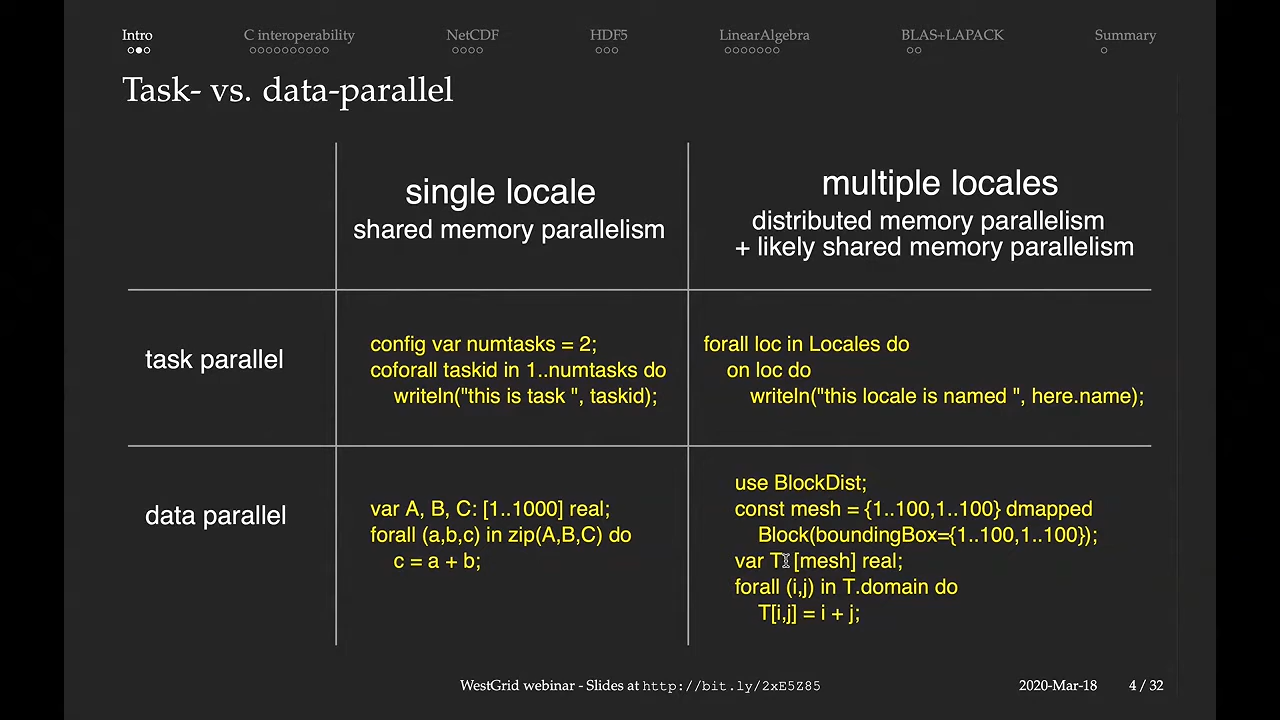 Intro C interoperability NetCDF HDF5 LinearAlgebra BLAS+LAPACK Summary
Task- vs. data-parallel
single locale
shared memory parallelism
multiple locales
distributed memory parallelism
+ likely shared memory parallelism
task parallel
config var numtasks = 2;
coforall taskid in 1..numtasks do
writeln("this is task ", taskid);
forall loc in Locales do
on loc do
writeln("this locale is named ", here.name);
data parallel
var A, B, C: [1..1000] real;
forall (a,b,c) in zip(A,B,C) do
c = a + b;
use BlockDist;
const mesh = {1..100,1..100} dmapped
Block(boundingBox={1..100,1..100});
var T: [mesh] real;
forall (i,j) in T.domain do
T[i,j] = i + j;
WestGrid webinar - Slides at http://bit.ly/2xE5Z85 2020-Mar-18 4 / 32